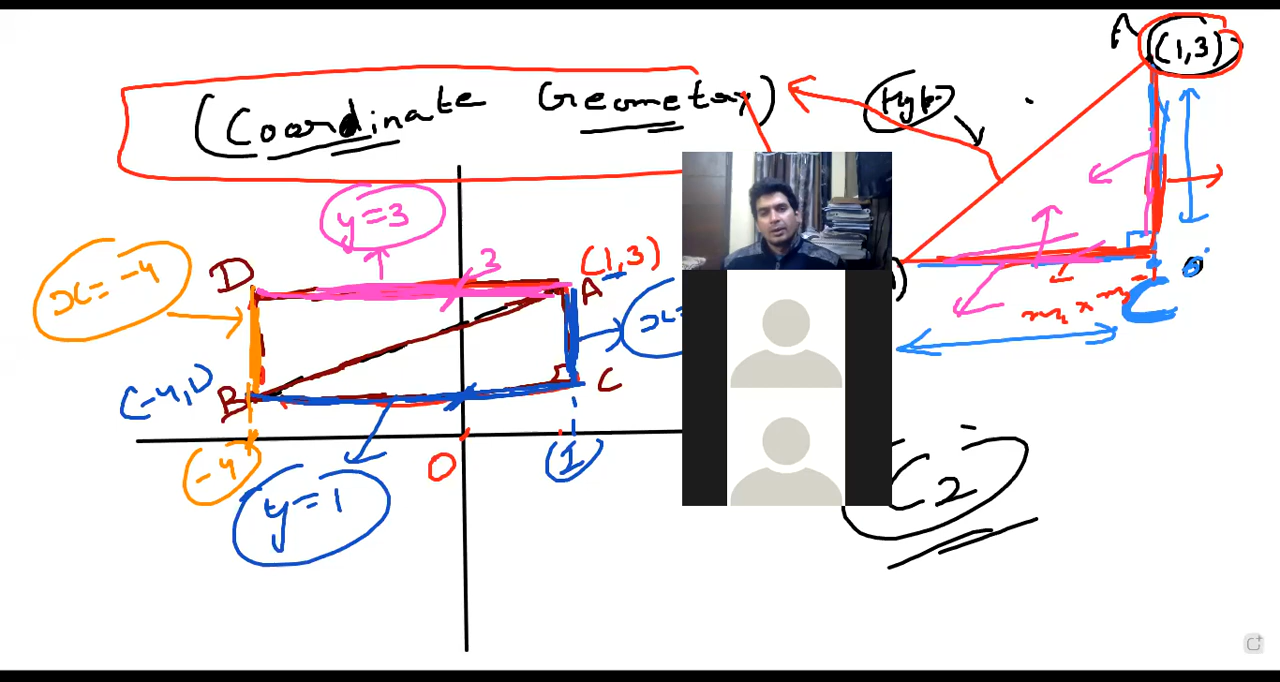 (1,3)
(Coordinate Geometry)
Hyp.
y=3
3
(1,3)
x=-4
D
A
x=
(-4,1)
B
C
C
-4
O
1
y=1
2